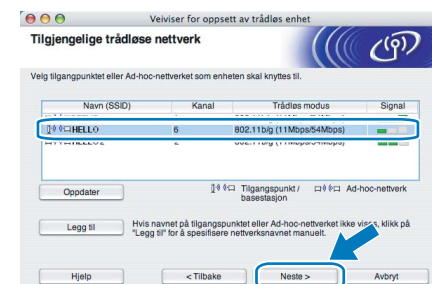 Veiviser for oppsett av trådløs enhet
Tilgjengelige trådløse nettverk
Velg tilgangpunktet eller Ad-hoc-nettverket som enheten skal knyttes til.
Navn (SSID) Kanal Trådløs modus Signal
HELLO 6 802.11b/g (11Mbps/54Mbps)
Oppdater Tilgangspunkt / basestasjon Ad-hoc-nettverk
Legg til Hvis navnet på tilgangspunktet eller Ad-hoc-nettverket ikke vises, klikk på
"Legg til" for å spesifisere nettverksnavnet manuelt.
Hjelp < Tilbake Neste > Avbryt